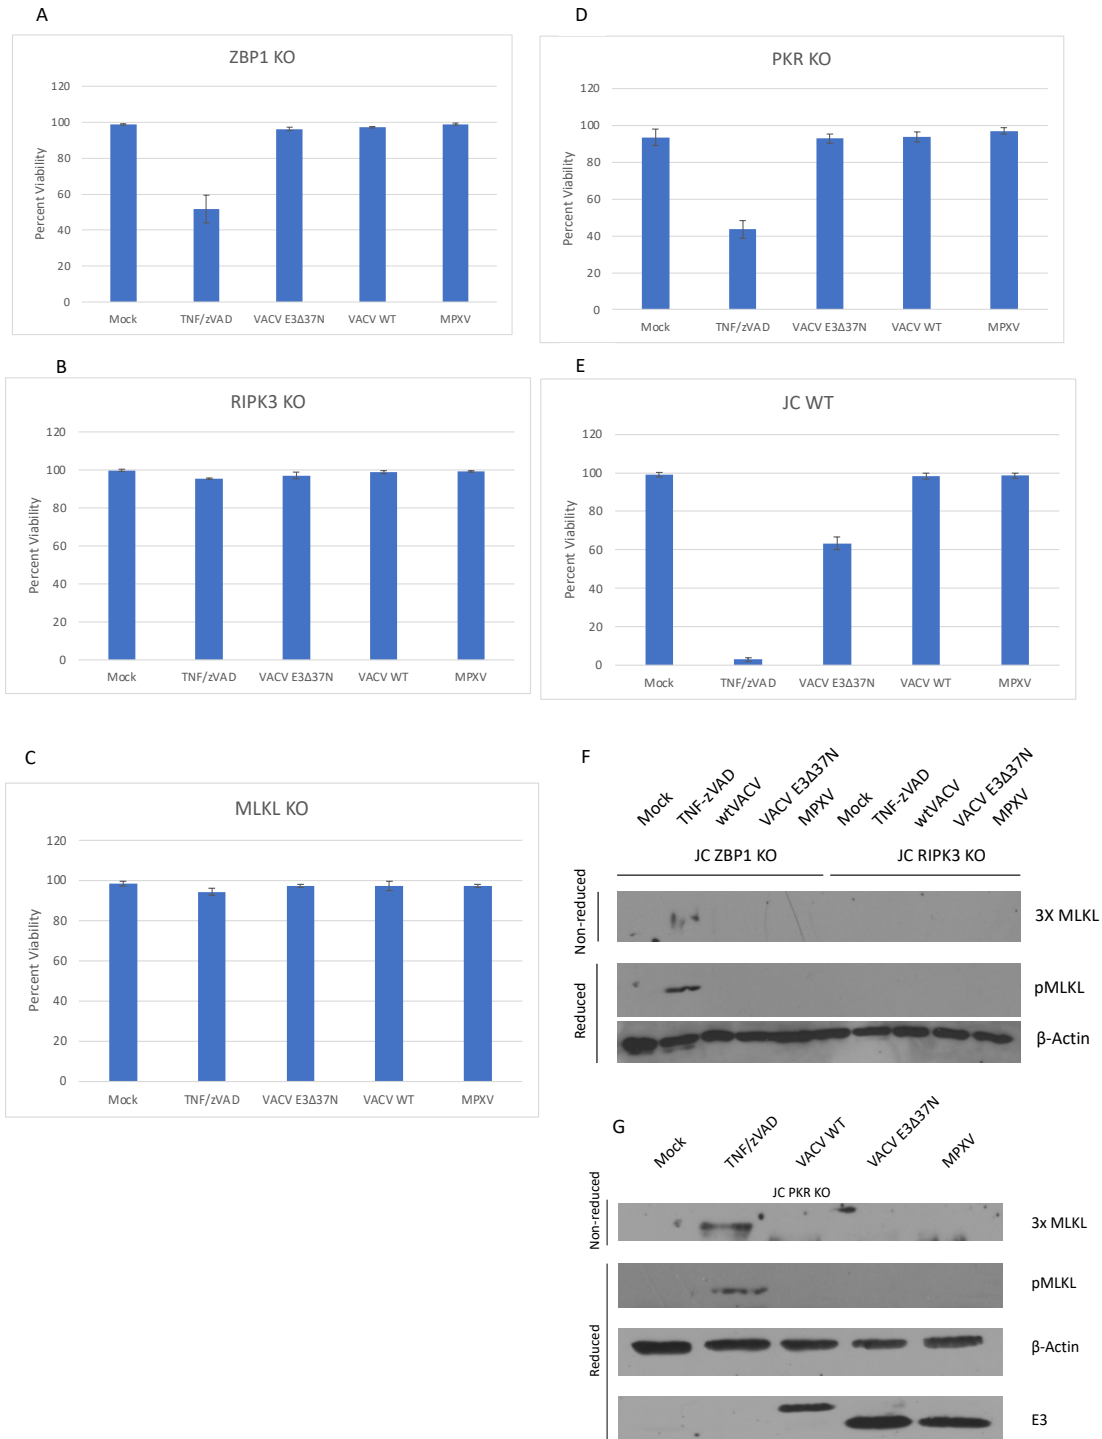 A
ZBP1 KO
Percent Viability
120
100
80
60
40
20
0
Mock TNF/zVAD VACV E3Δ37N VACV WT MPXV
B
RIPK3 KO
Percent Viability
120
100
80
60
40
20
0
Mock TNF/zVAD VACV E3Δ37N VACV WT MPXV
C
MLKL KO
Percent Viability
120
100
80
60
40
20
0
Mock TNF/zVAD VACV E3Δ37N VACV WT MPXV
D
PKR KO
Percent Viability
120
100
80
60
40
20
0
Mock TNF/zVAD VACV E3Δ37N VACV WT MPXV
E
JC WT
Percent Viability
120
100
80
60
40
20
0
Mock TNF/zVAD VACV E3Δ37N VACV WT MPXV
F
Mock TNF-zVAD wtVACV VACV E3Δ37N MPXV Mock TNF-zVAD wtVACV VACV E3Δ37N MPXV
JC ZBP1 KO JC RIPK3 KO
Non-reduced
3X MLKL
Reduced
pMLKL
β-Actin
G
Mock TNF/zVAD VACV WT VACV E3Δ37N MPXV
JC PKR KO
Non-reduced
3x MLKL
Reduced
pMLKL
β-Actin
E3